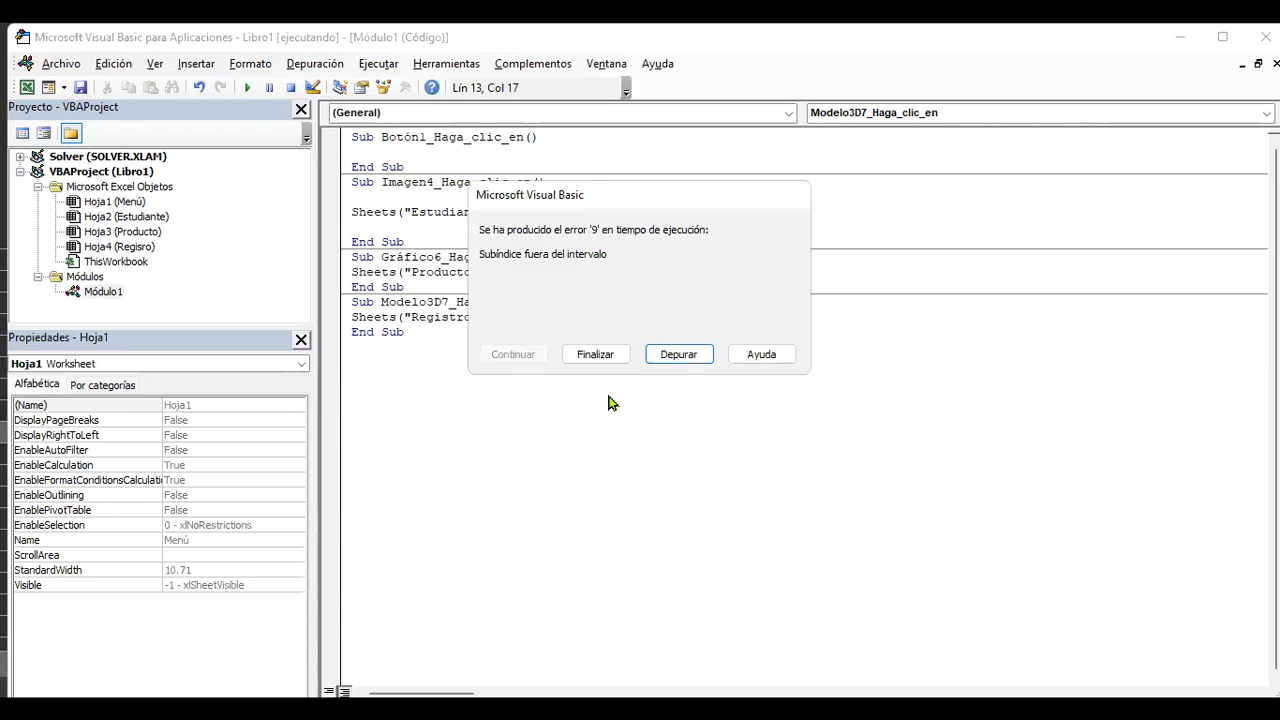 Microsoft Visual Basic para Aplicaciones - Libro1 [ejecutando] - [Módulo1 (Código)]
Archivo Edición Ver Insertar Formato Depuración Ejecutar Herramientas Complementos Ventana Ayuda
Lín 13, Col 17
Proyecto - VBAProject
Solver (SOLVER.XLAM)
VBAProject (Libro1)
Microsoft Excel Objetos
Hoja1 (Menú)
Hoja2 (Estudiante)
Hoja3 (Producto)
Hoja4 (Regisro)
ThisWorkbook
Módulos
Módulo1
Propiedades - Hoja1
Hoja1 Worksheet
Alfabética Por categorías
(Name) Hoja1
DisplayPageBreaks False
DisplayRightToLeft False
EnableAutoFilter False
EnableCalculation True
EnableFormatConditionsCalculati True
EnableOutlining False
EnablePivotTable False
EnableSelection 0 - xlNoRestrictions
Name Menú
ScrollArea
StandardWidth 10.71
Visible -1 - xlSheetVisible
(General) Modelo3D7_Haga_clic_en
Sub Botón1_Haga_clic_en()
End Sub
Sub Imagen4_Haga_clic_en()
Sheets("Estudian
End Sub
Sub Gráfico6_Hag
Sheets("Producto
End Sub
Sub Modelo3D7_Ha
Sheets("Registro
End Sub
Microsoft Visual Basic
Se ha producido el error '9' en tiempo de ejecución:
Subíndice fuera del intervalo
Continuar Finalizar Depurar Ayuda